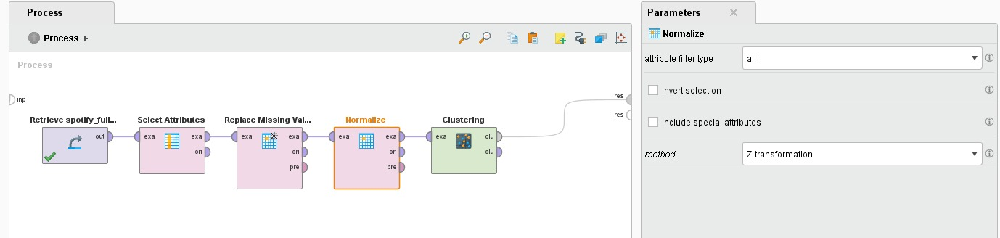 Process
Process
Process
inp
res
res
Retrieve spotify_full...
out
Select Attributes
exa
exa
ori
Replace Missing Val...
exa
exa
ori
pre
Normalize
exa
exa
ori
pre
Clustering
exa
clu
clu
Parameters
Normalize
attribute filter type
all
invert selection
include special attributes
method
Z-transformation